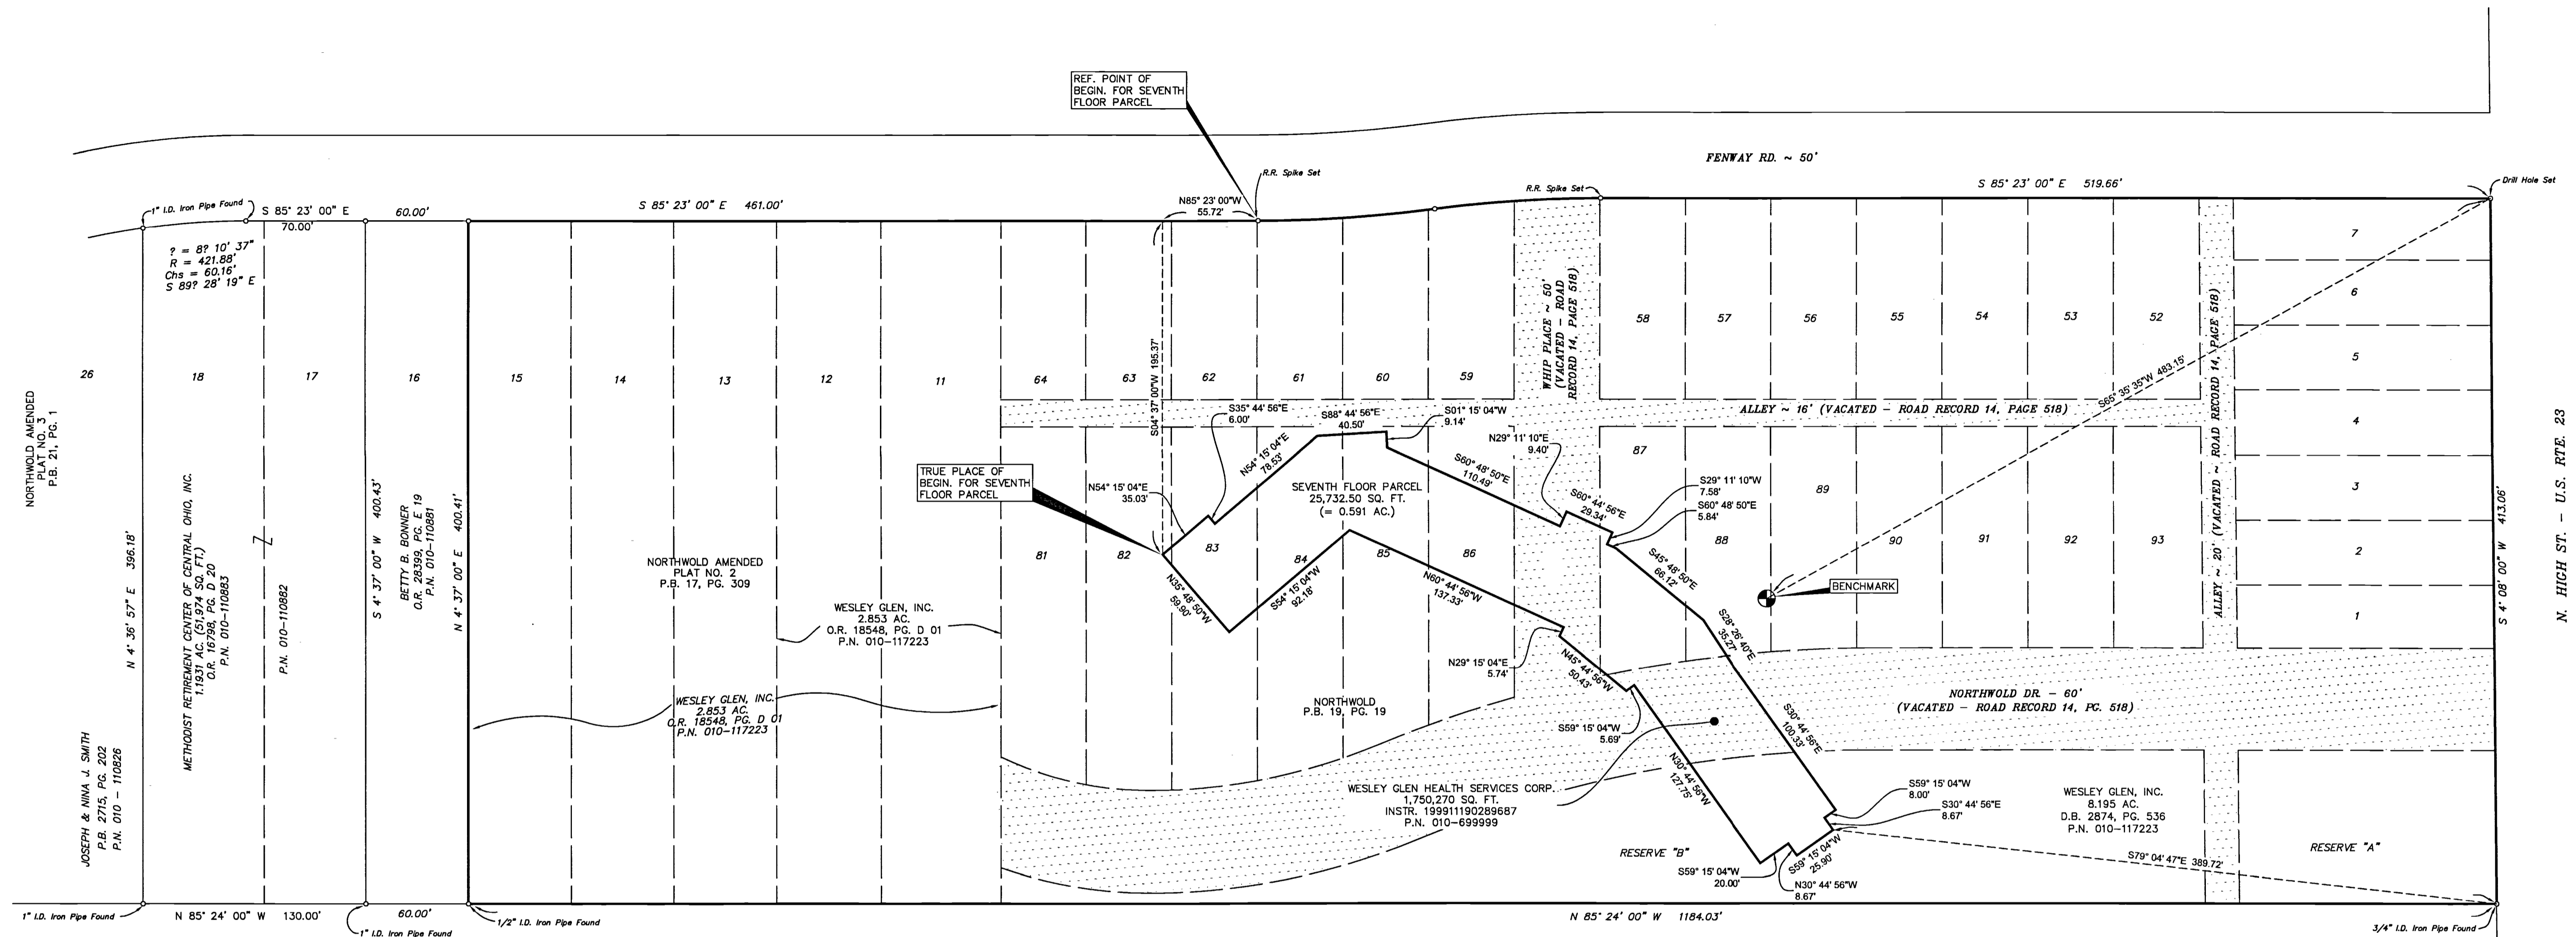 REF. POINT OF
BEGIN. FOR SEVENTH
FLOOR PARCEL
FENWAY RD. ~ 50'
R.R. Spike Set
R.R. Spike Set
Drill Hole Set
1" I.D. Iron Pipe Found
S 85° 23' 00" E
70.00'
60.00'
S 85° 23' 00" E 461.00'
N85° 23' 00"W
55.72'
S 85° 23' 00" E 519.66'
? = 8? 10' 37"
R = 421.88'
Chs = 60.16'
S 89? 28' 19" E
NORTHWOLD AMENDED
PLAT NO. 3
P.B. 21, PG. 1
26
18
17
16
15
14
13
12
11
64
63
62
61
60
59
58
57
56
55
54
53
52
7
6
5
4
3
2
1
WHIP PLACE ~ 50'
(VACATED - ROAD
RECORD 14, PAGE 518)
ALLEY ~ 16' (VACATED - ROAD RECORD 14, PAGE 518)
ALLEY ~ 20' (VACATED ~ ROAD RECORD 14, PAGE 518)
S65° 35' 35"W 483.15'
N. HIGH ST. - U.S. RTE. 23
S 4° 08' 00" W 413.06'
S04° 37' 00"W 195.37'
S35° 44' 56"E
6.00'
S88° 44' 56"E
40.50'
S01° 15' 04"W
9.14'
N29° 11' 10"E
9.40'
N54° 15' 04"E
78.53'
N54° 15' 04"E
35.03'
S60° 48' 50"E
110.49'
S60° 44' 56"E
29.34'
S29° 11' 10"W
7.58'
S60° 48' 50"E
5.84'
TRUE PLACE OF
BEGIN. FOR SEVENTH
FLOOR PARCEL
SEVENTH FLOOR PARCEL
25,732.50 SQ. FT.
(= 0.591 AC.)
81
82
83
84
85
86
87
88
89
90
91
92
93
BENCHMARK
S45° 48' 50"E
66.12'
S28° 26' 40"E
35.27'
N35° 48' 50"W
59.90'
S54° 15' 04"W
92.18'
N60° 44' 56"W
137.33'
N29° 15' 04"E
5.74'
N45° 44' 56"W
50.43'
S59° 15' 04"W
5.69'
N30° 44' 56"W
127.75'
S30° 44' 56"E
100.33'
JOSEPH & NINA J. SMITH
P.B. 2715, PG. 202
P.N. 010 - 110826
N 4° 36' 57" E 396.18'
METHODIST RETIREMENT CENTER OF CENTRAL OHIO, INC.
1.1931 AC. (51,974 SQ. FT.)
O.R. 16798, PG. D 20
P.N. 010-110883
Z
P.N. 010-110882
S 4° 37' 00" W 400.43'
BETTY B. BONNER
O.R. 28399, PG. E 19
P.N. 010-110881
N 4° 37' 00" E 400.41'
NORTHWOLD AMENDED
PLAT NO. 2
P.B. 17, PG. 309
WESLEY GLEN, INC.
2.853 AC.
O.R. 18548, PG. D 01
P.N. 010-117223
WESLEY GLEN, INC.
2.853 AC.
O.R. 18548, PG. D 01
P.N. 010-117223
NORTHWOLD
P.B. 19, PG. 19
NORTHWOLD DR. - 60'
(VACATED - ROAD RECORD 14, PG. 518)
WESLEY GLEN HEALTH SERVICES CORP.
1,750,270 SQ. FT.
INSTR. 199911190289687
P.N. 010-699999
S59° 15' 04"W
8.00'
S30° 44' 56"E
8.67'
WESLEY GLEN, INC.
8.195 AC.
D.B. 2874, PG. 536
P.N. 010-117223
RESERVE "B"
RESERVE "A"
S59° 15' 04"W
25.90'
S59° 15' 04"W
20.00'
N30° 44' 56"W
8.67'
S79° 04' 47"E 389.72'
1" I.D. Iron Pipe Found
N 85° 24' 00" W 130.00'
60.00'
1" I.D. Iron Pipe Found
1/2" I.D. Iron Pipe Found
N 85° 24' 00" W 1184.03'
3/4" I.D. Iron Pipe Found